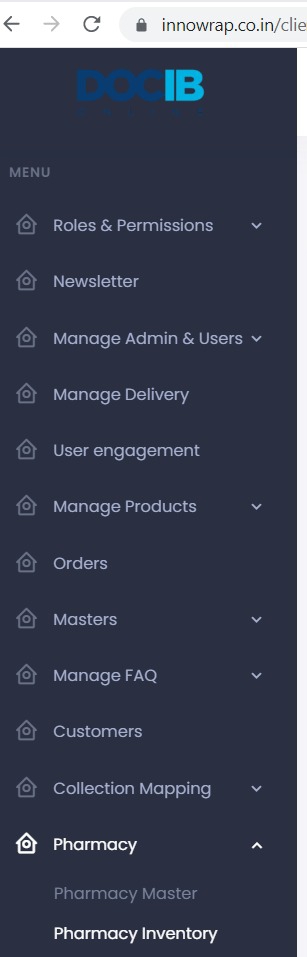 innowrap.co.in/clie
DOCIB
MENU
Roles & Permissions
Newsletter
Manage Admin & Users
Manage Delivery
User engagement
Manage Products
Orders
Masters
Manage FAQ
Customers
Collection Mapping
Pharmacy
Pharmacy Master
Pharmacy Inventory